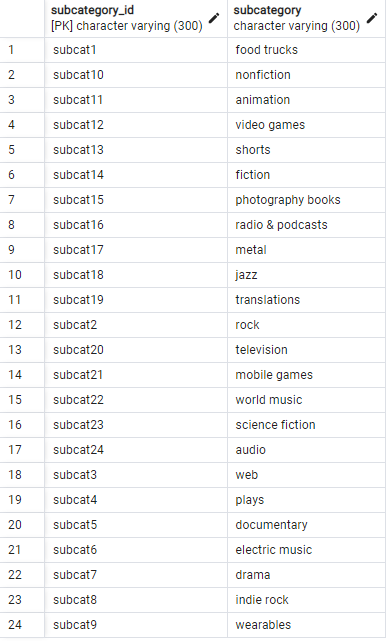 subcategory_id subcategory
[PK] character varying (300) character varying (300)
1 subcat1 food trucks
2 subcat10 nonfiction
3 subcat11 animation
4 subcat12 video games
5 subcat13 shorts
6 subcat14 fiction
7 subcat15 photography books
8 subcat16 radio & podcasts
9 subcat17 metal
10 subcat18 jazz
11 subcat19 translations
12 subcat2 rock
13 subcat20 television
14 subcat21 mobile games
15 subcat22 world music
16 subcat23 science fiction
17 subcat24 audio
18 subcat3 web
19 subcat4 plays
20 subcat5 documentary
21 subcat6 electric music
22 subcat7 drama
23 subcat8 indie rock
24 subcat9 wearables